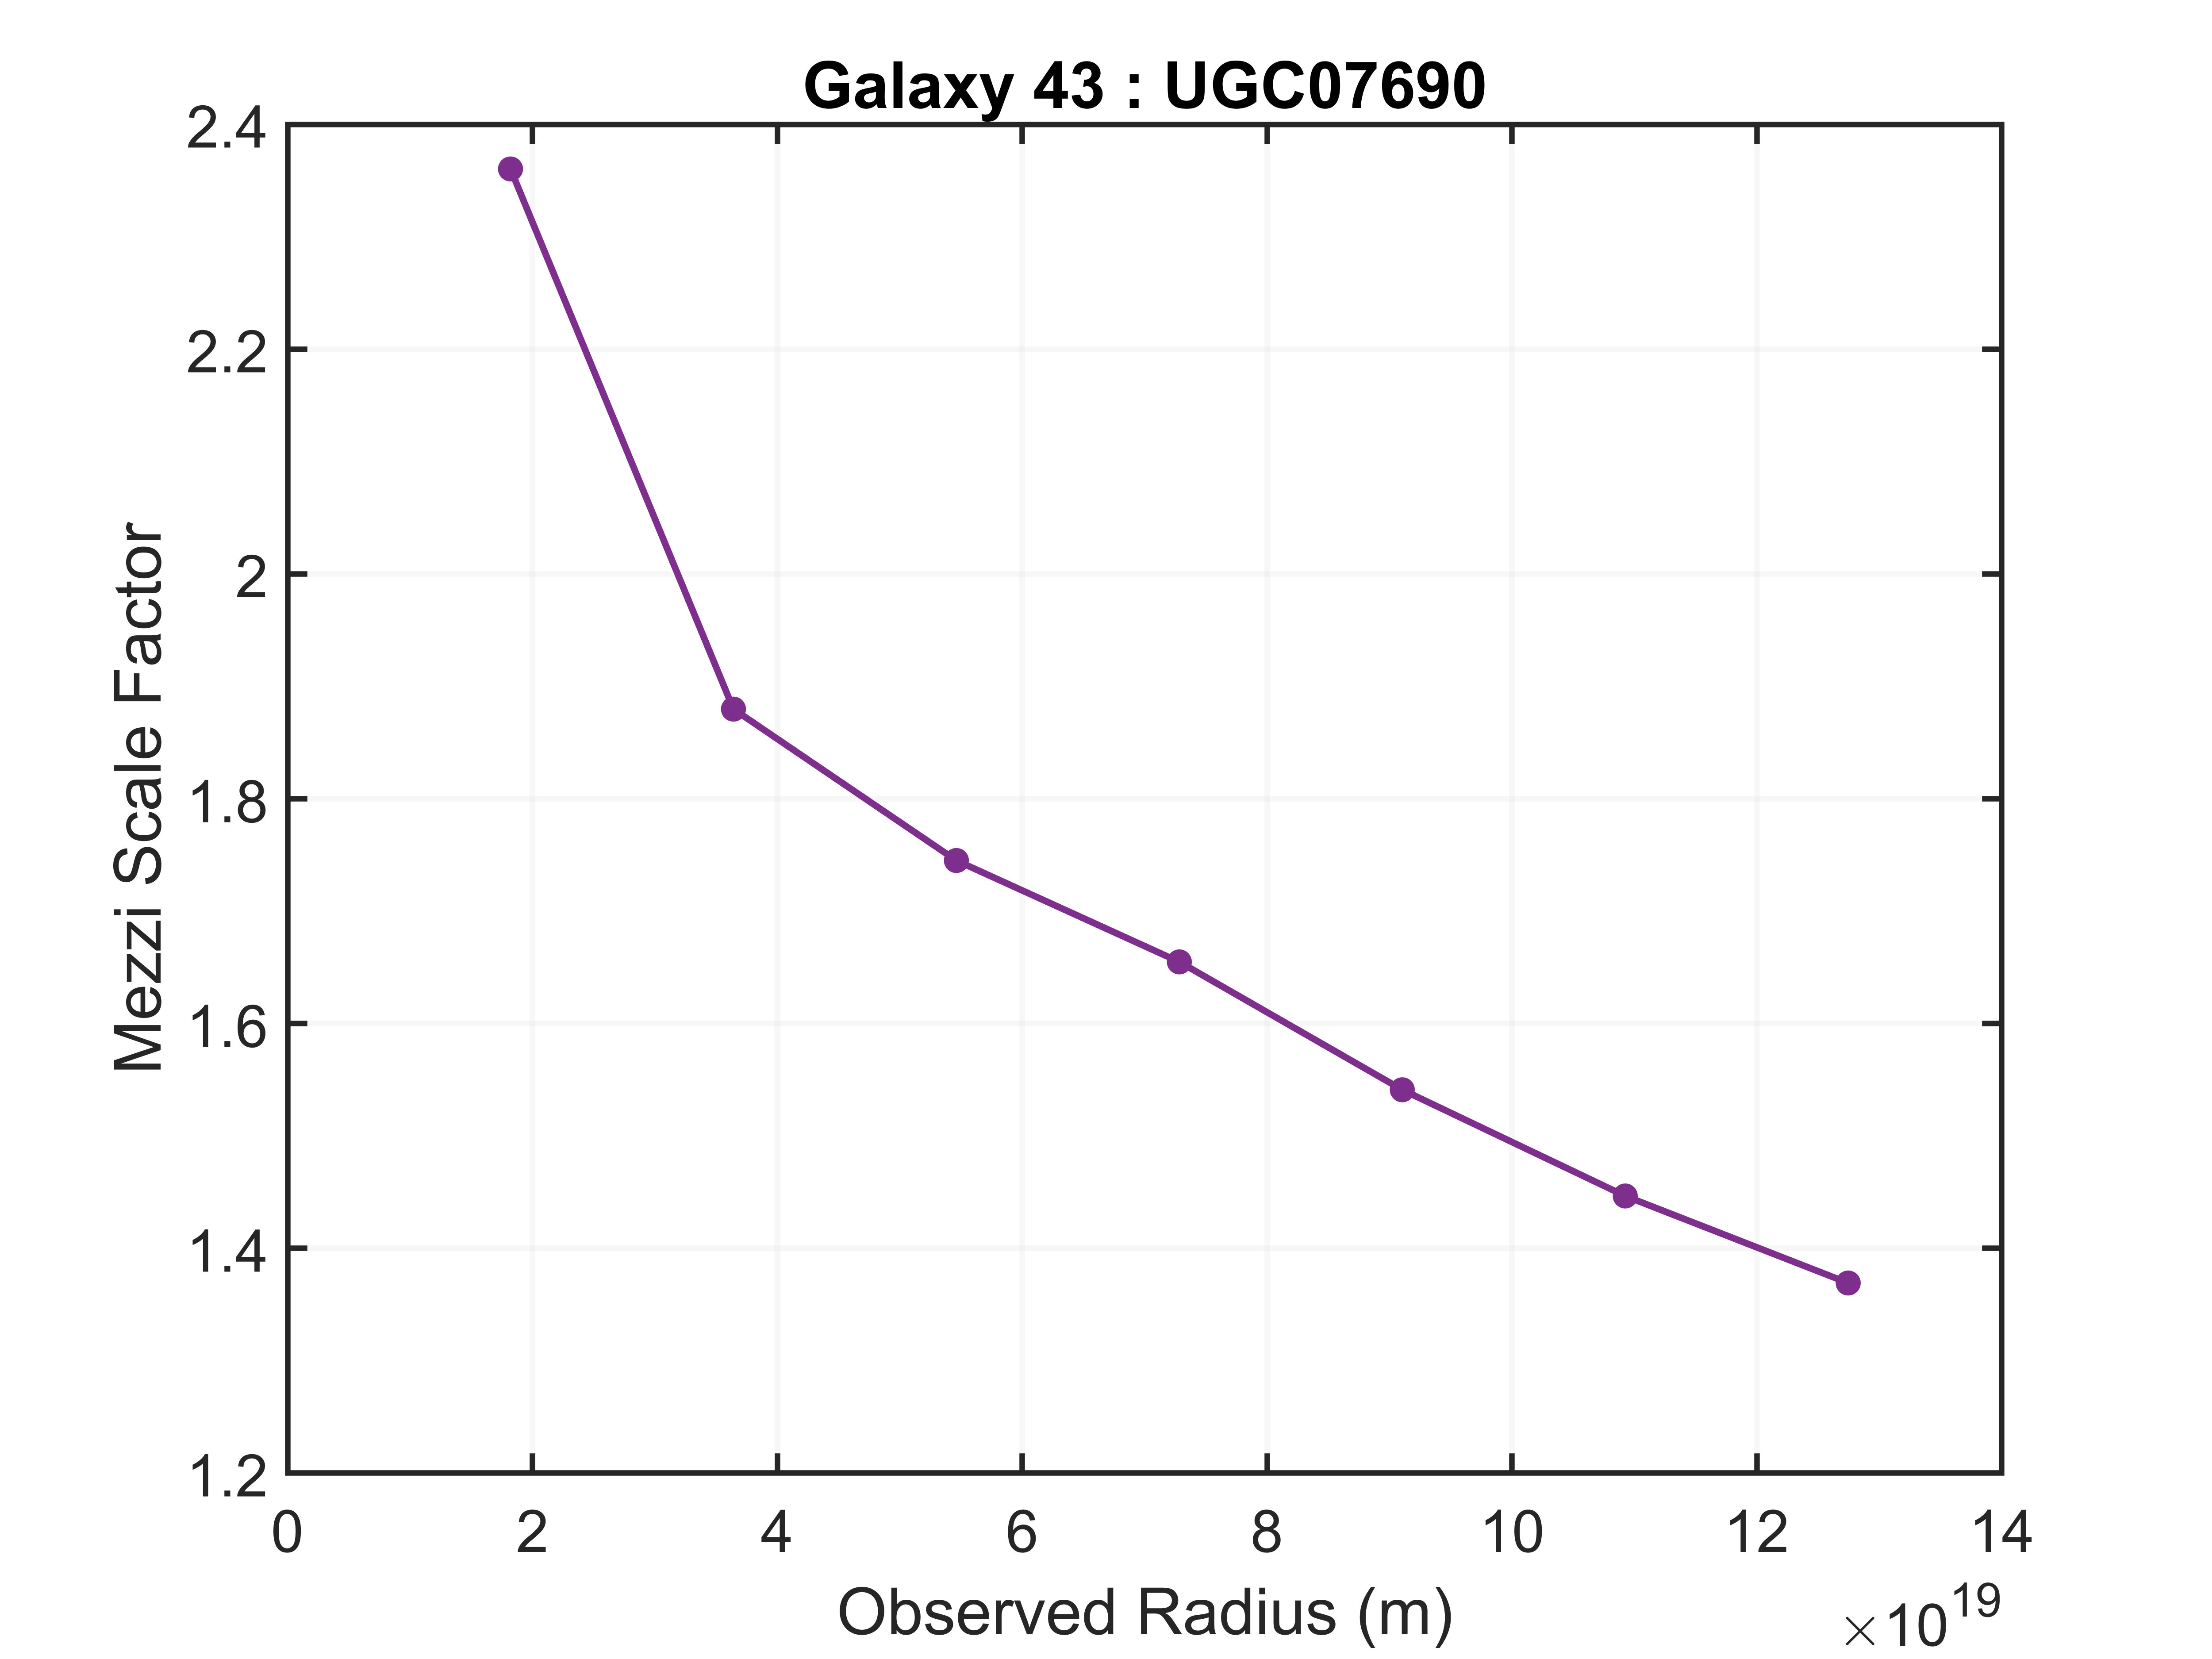 Galaxy 43 : UGC07690
Mezzi Scale Factor
2.4
2.2
2
1.8
1.6
1.4
1.2
0 2 4 6 8 10 12 14
Observed Radius (m)
×10^19